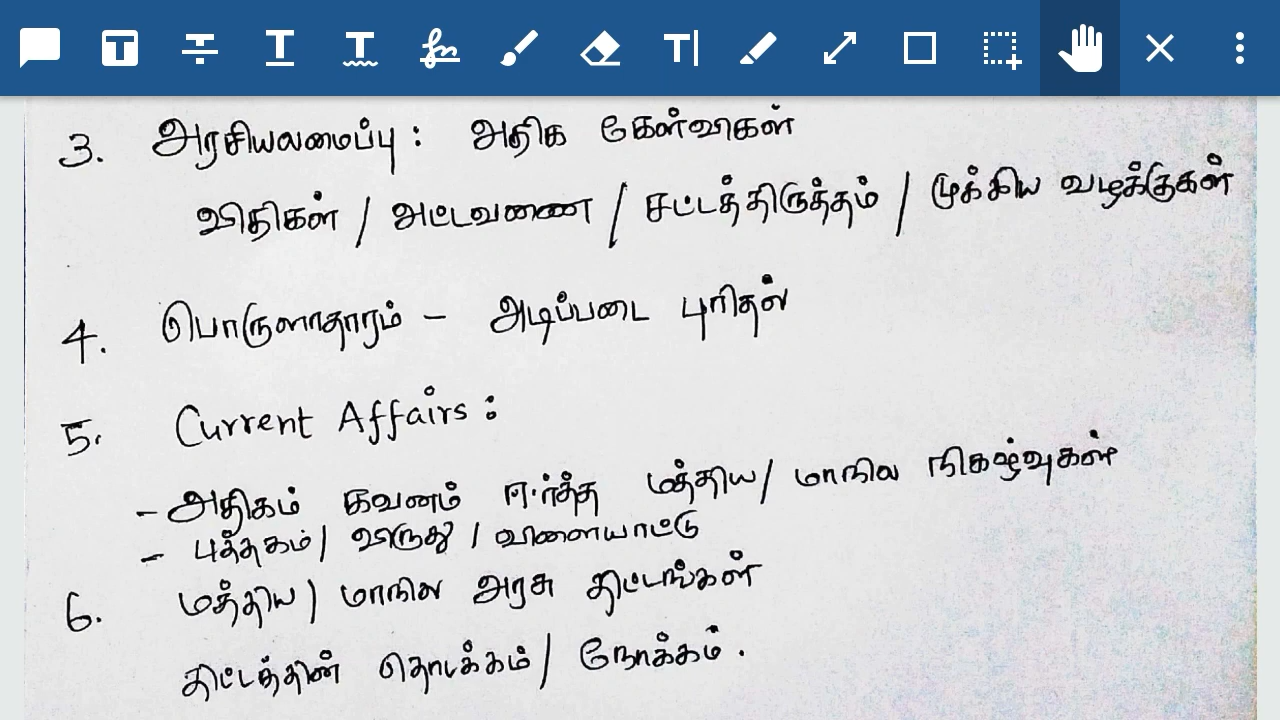 3. அரசியலமைப்பு : அதிக கேள்விகள்
விதிகள் / அட்டவணை / சட்டத்திருத்தம் / முக்கிய வழக்குகள்
4. பொருளாதாரம் - அடிப்படை புரிதல்
5. Current Affairs :
- அதிகம் கவனம் ஈர்த்த மத்திய / மாநில நிகழ்வுகள்
- புத்தகம் / விருது / விளையாட்டு
6. மத்திய / மாநில அரசு திட்டங்கள்
திட்டத்தின் தொடக்கம் / நோக்கம்.